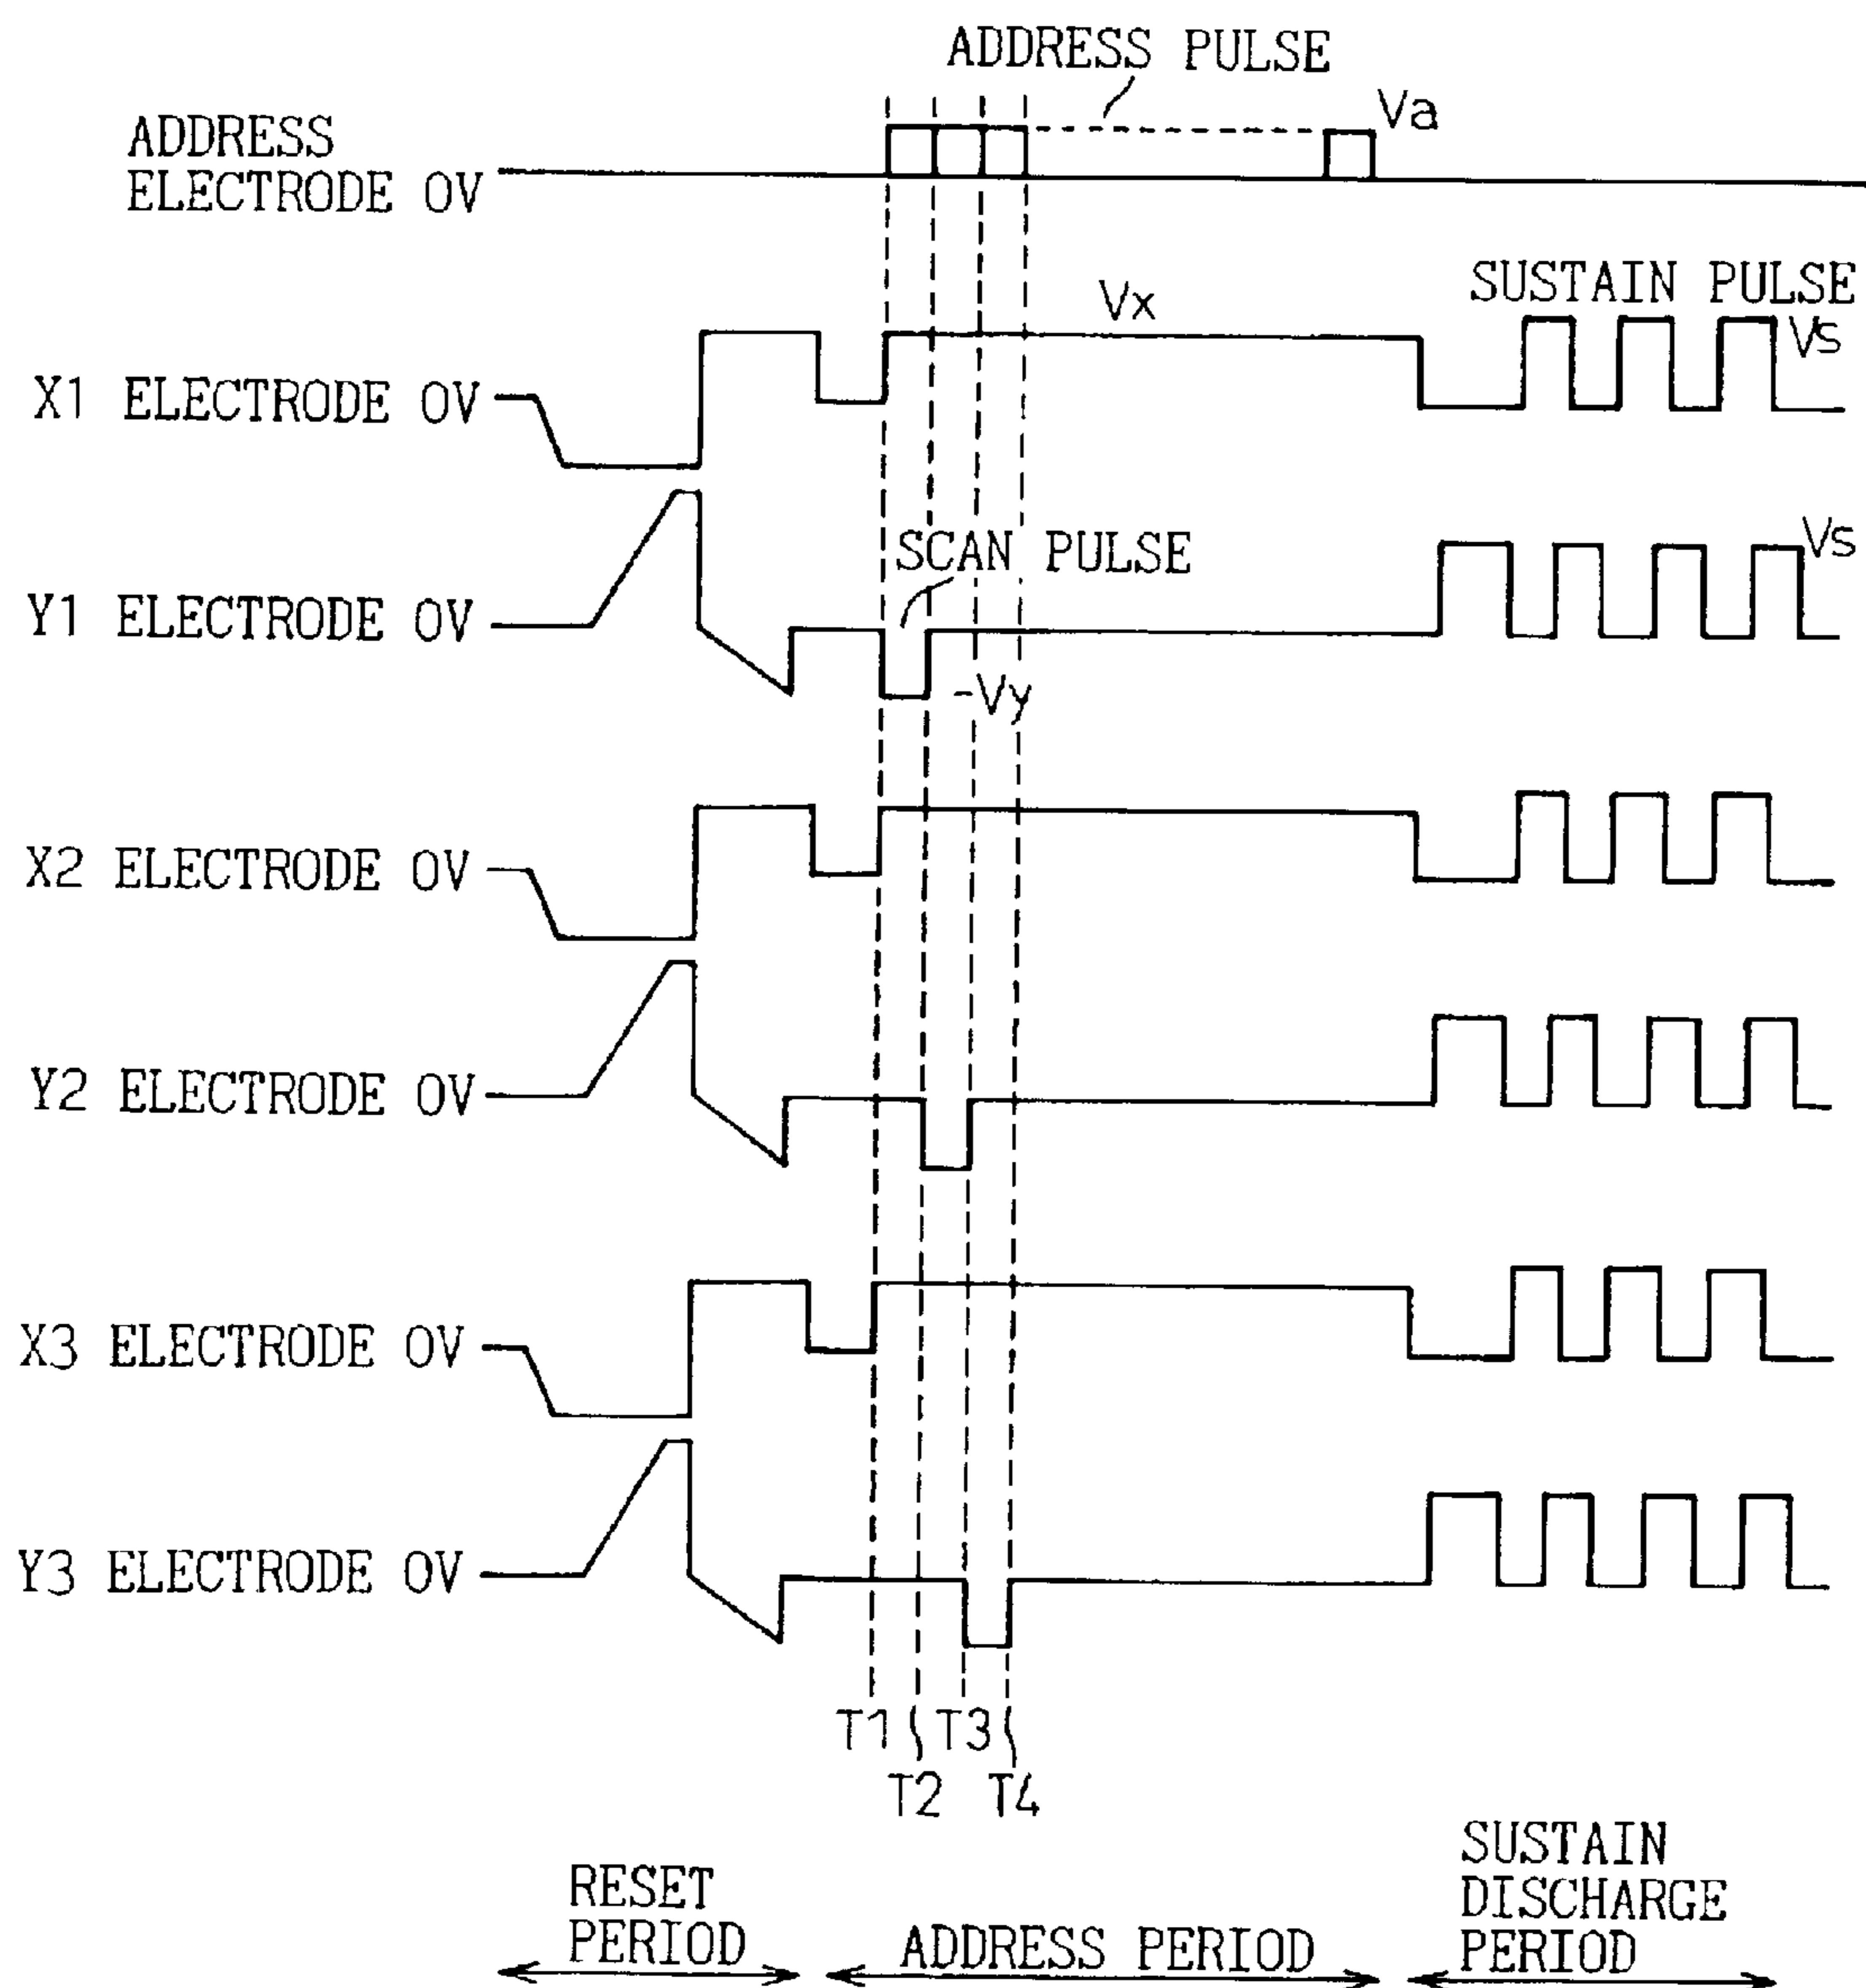 ADDRESS PULSE
Va
ADDRESS
ELECTRODE 0V
Vx
SUSTAIN PULSE
Vs
X1 ELECTRODE 0V
SCAN PULSE
Vs
Y1 ELECTRODE 0V
-Vy
X2 ELECTRODE 0V
Y2 ELECTRODE 0V
X3 ELECTRODE 0V
Y3 ELECTRODE 0V
T1 T3
T2 T4
RESET
PERIOD
ADDRESS PERIOD
SUSTAIN
DISCHARGE
PERIOD